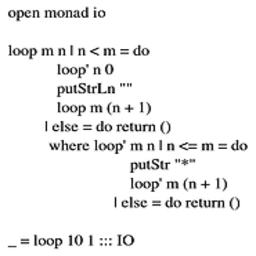 open monad io
loop m n | n < m = do
loop' n 0
putStrLn ""
loop m (n + 1)
| else = do return ()
where loop' m n | n <= m = do
putStr "*"
loop' m (n + 1)
| else = do return ()
_ = loop 10 1 ::: IO